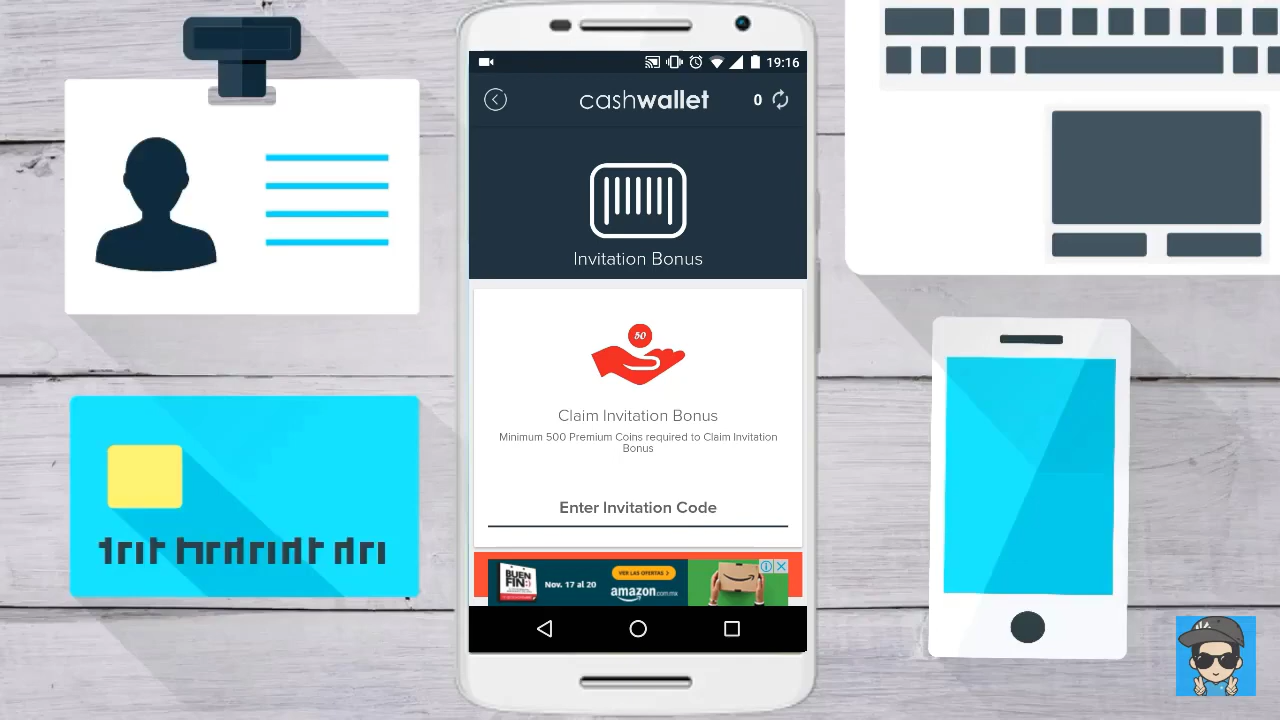 19:16
cashwallet
0
Invitation Bonus
50
Claim Invitation Bonus
Minimum 500 Premium Coins required to Claim Invitation
Bonus
Enter Invitation Code
BUEN
FIN
Nov. 17 al 20
VER LAS OFERTAS >
amazon.com.mx